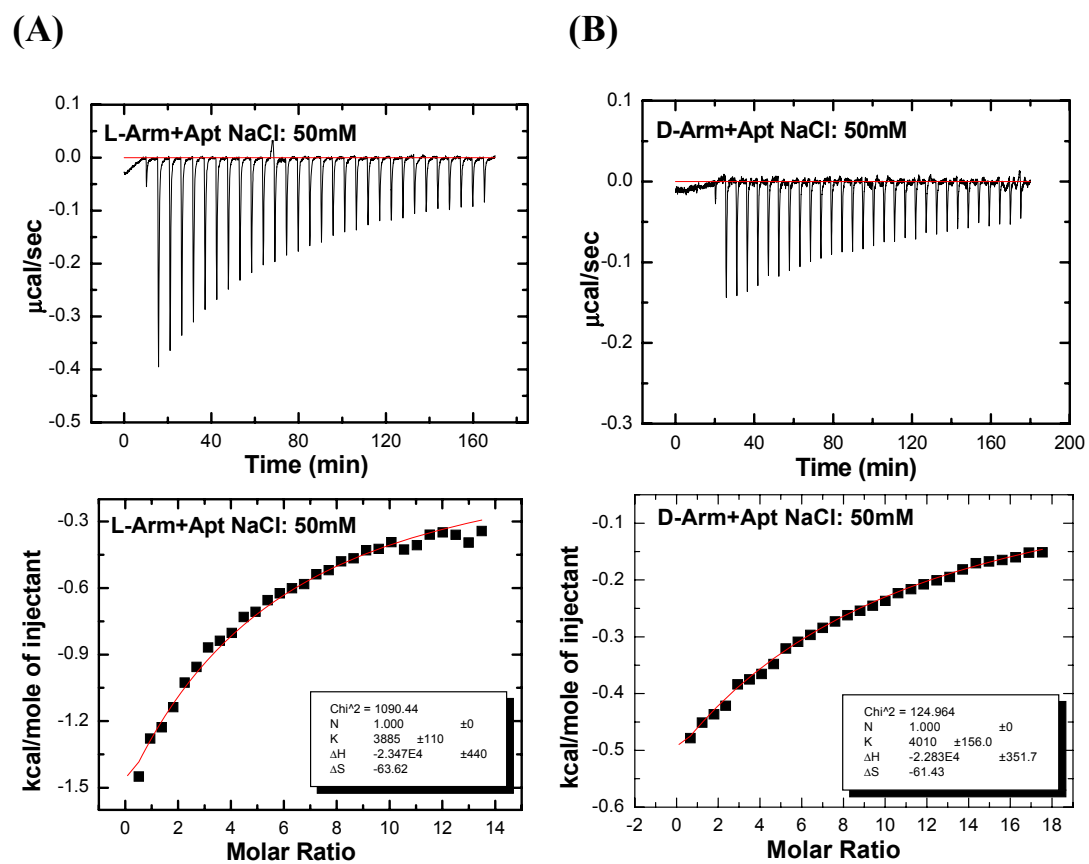 (A)
(B)
0.1
0.0
-0.1
-0.2
-0.3
-0.4
-0.5
µcal/sec
L-Arm+Apt NaCl: 50mM
0 40 80 120 160
Time (min)
0.1
0.0
-0.1
-0.2
-0.3
µcal/sec
D-Arm+Apt NaCl: 50mM
0 40 80 120 160 200
Time (min)
-0.3
-0.6
-0.9
-1.2
-1.5
kcal/mole of injectant
L-Arm+Apt NaCl: 50mM
Chi^2 = 1090.44
N 1.000 ±0
K 3885 ±110
ΔH -2.347E4 ±440
ΔS -63.62
0 2 4 6 8 10 12 14
Molar Ratio
-0.1
-0.2
-0.3
-0.4
-0.5
-0.6
kcal/mole of injectant
D-Arm+Apt NaCl: 50mM
Chi^2 = 124.964
N 1.000 ±0
K 4010 ±156.0
ΔH -2.283E4 ±351.7
ΔS -61.43
-2 0 2 4 6 8 10 12 14 16 18
Molar Ratio